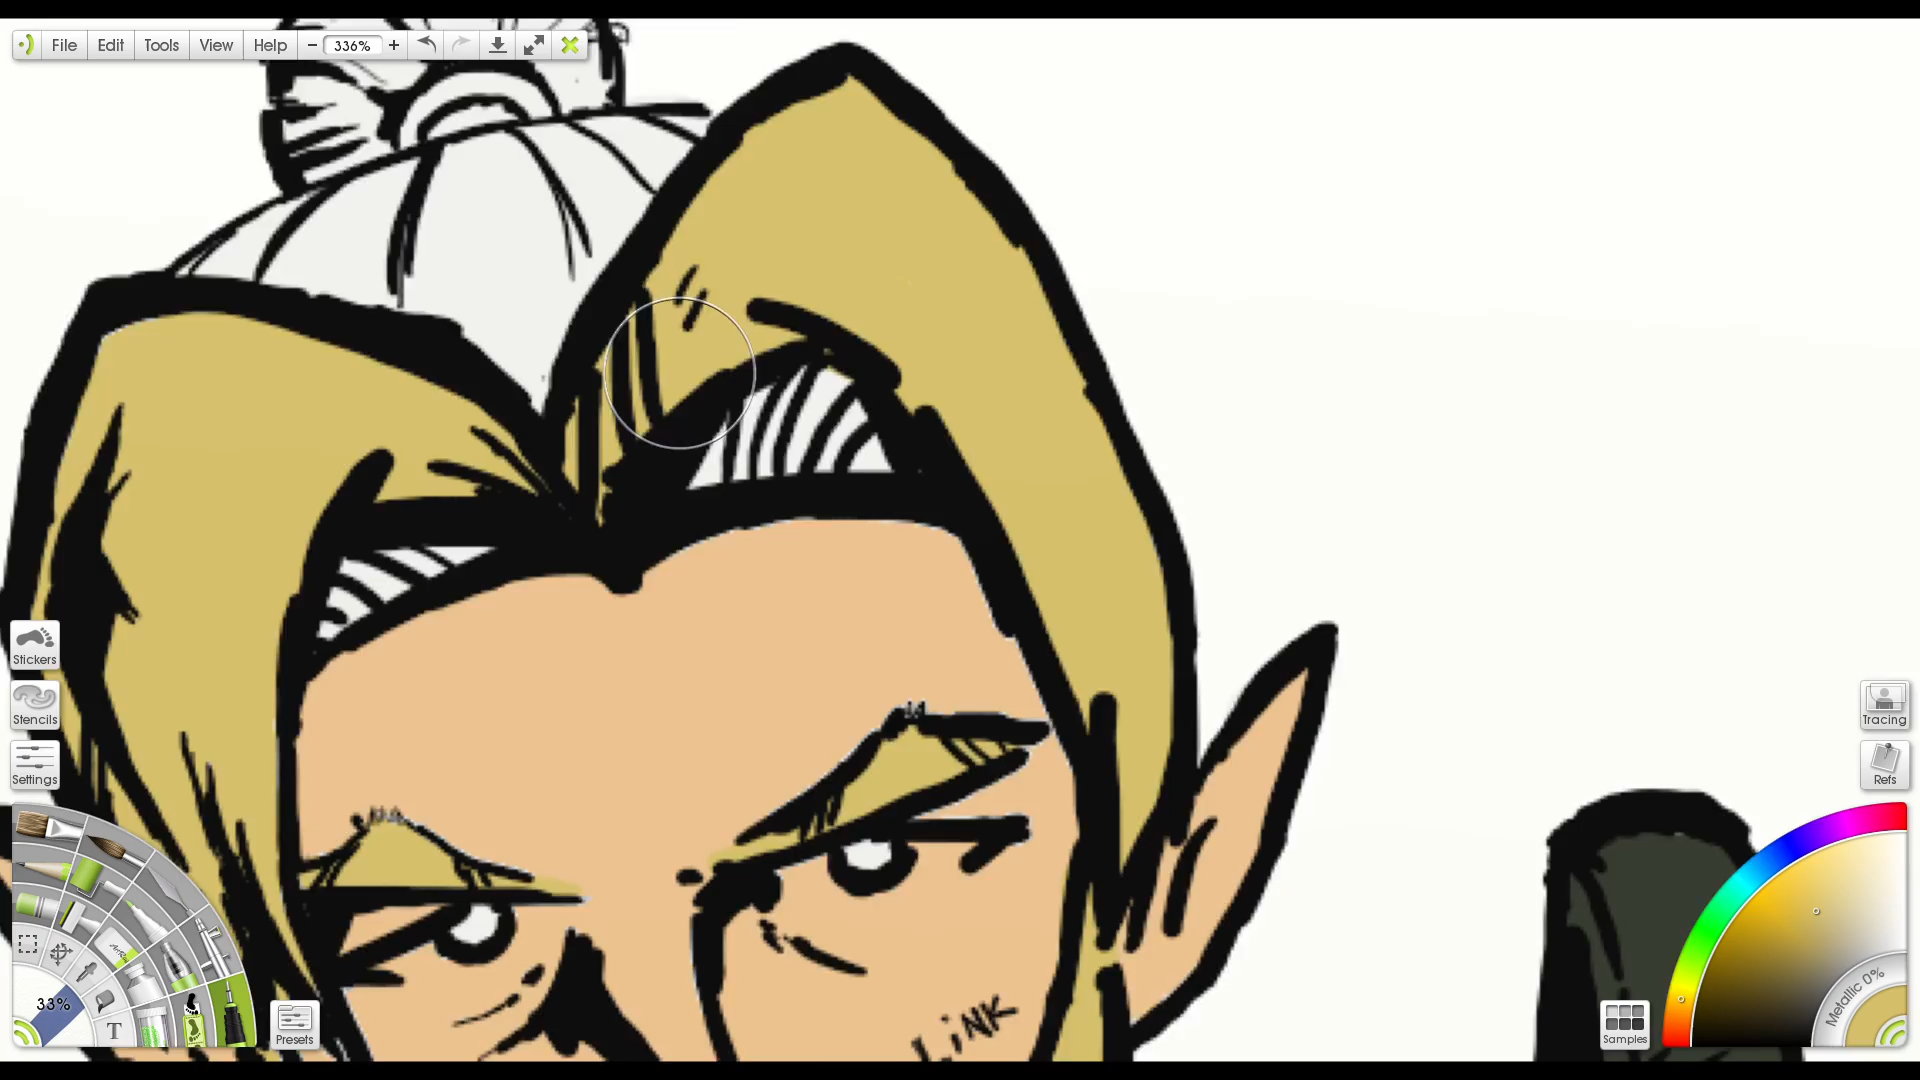 File Edit Tools View Help − 336% +
Stickers
Stencils
Settings
33%
T
Presets
LiNK
Tracing
Refs
Metallic 0%
Samples